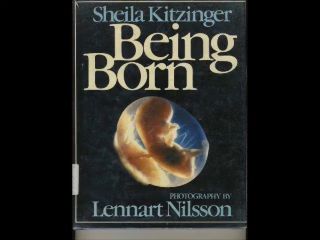 Sheila Kitzinger
Being
Born
PHOTOGRAPHY BY
Lennart Nilsson